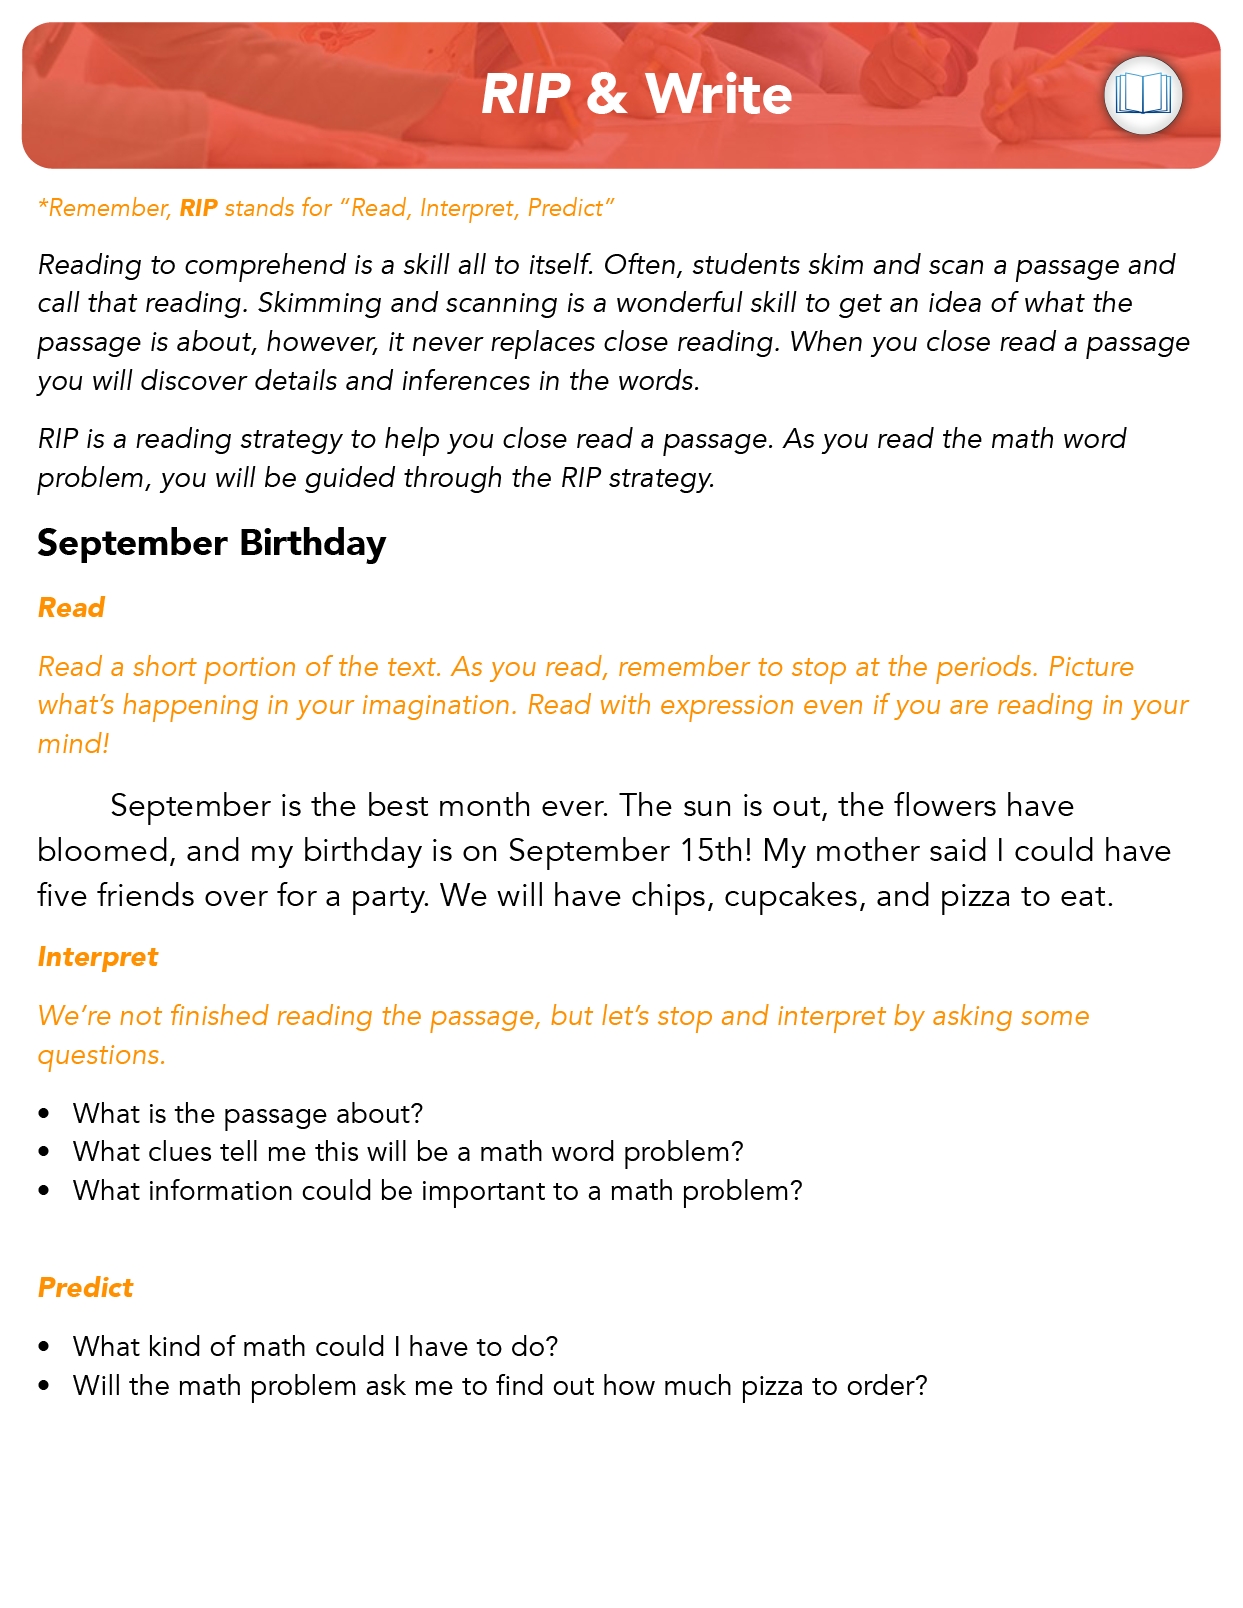 RIP & Write
*Remember, RIP stands for “Read, Interpret, Predict”
Reading to comprehend is a skill all to itself. Often, students skim and scan a passage and
call that reading. Skimming and scanning is a wonderful skill to get an idea of what the
passage is about, however, it never replaces close reading. When you close read a passage
you will discover details and inferences in the words.
RIP is a reading strategy to help you close read a passage. As you read the math word
problem, you will be guided through the RIP strategy.
September Birthday
Read
Read a short portion of the text. As you read, remember to stop at the periods. Picture
what’s happening in your imagination. Read with expression even if you are reading in your
mind!
September is the best month ever. The sun is out, the flowers have
bloomed, and my birthday is on September 15th! My mother said I could have
five friends over for a party. We will have chips, cupcakes, and pizza to eat.
Interpret
We’re not finished reading the passage, but let’s stop and interpret by asking some
questions.
• What is the passage about?
• What clues tell me this will be a math word problem?
• What information could be important to a math problem?
Predict
• What kind of math could I have to do?
• Will the math problem ask me to find out how much pizza to order?